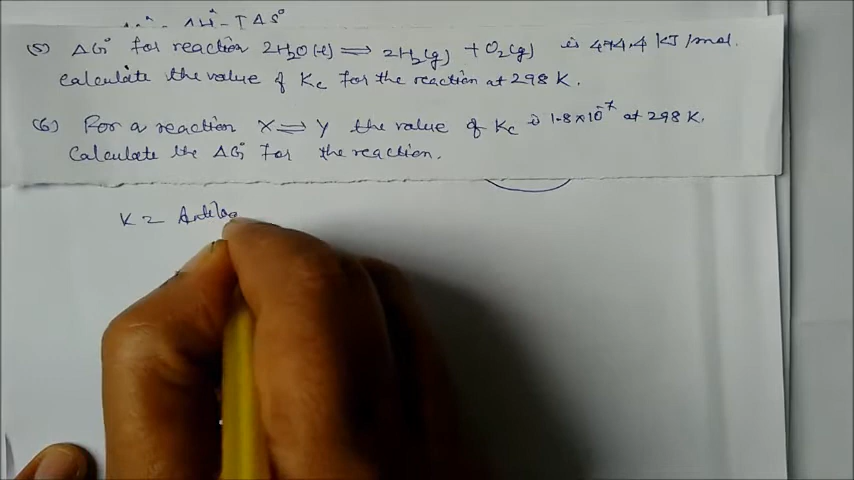 ΔH° - TΔS°
(5) ΔG° for reaction 2H₂O(l) ⇌ 2H₂(g) + O₂(g) is 474.4 kJ/mol.
Calculate the value of Kc for the reaction at 298 K.
(6) For a reaction X ⇌ Y the value of Kc is 1.8×10⁻⁷ at 298 K.
Calculate the ΔG° for the reaction.
K = Antilog